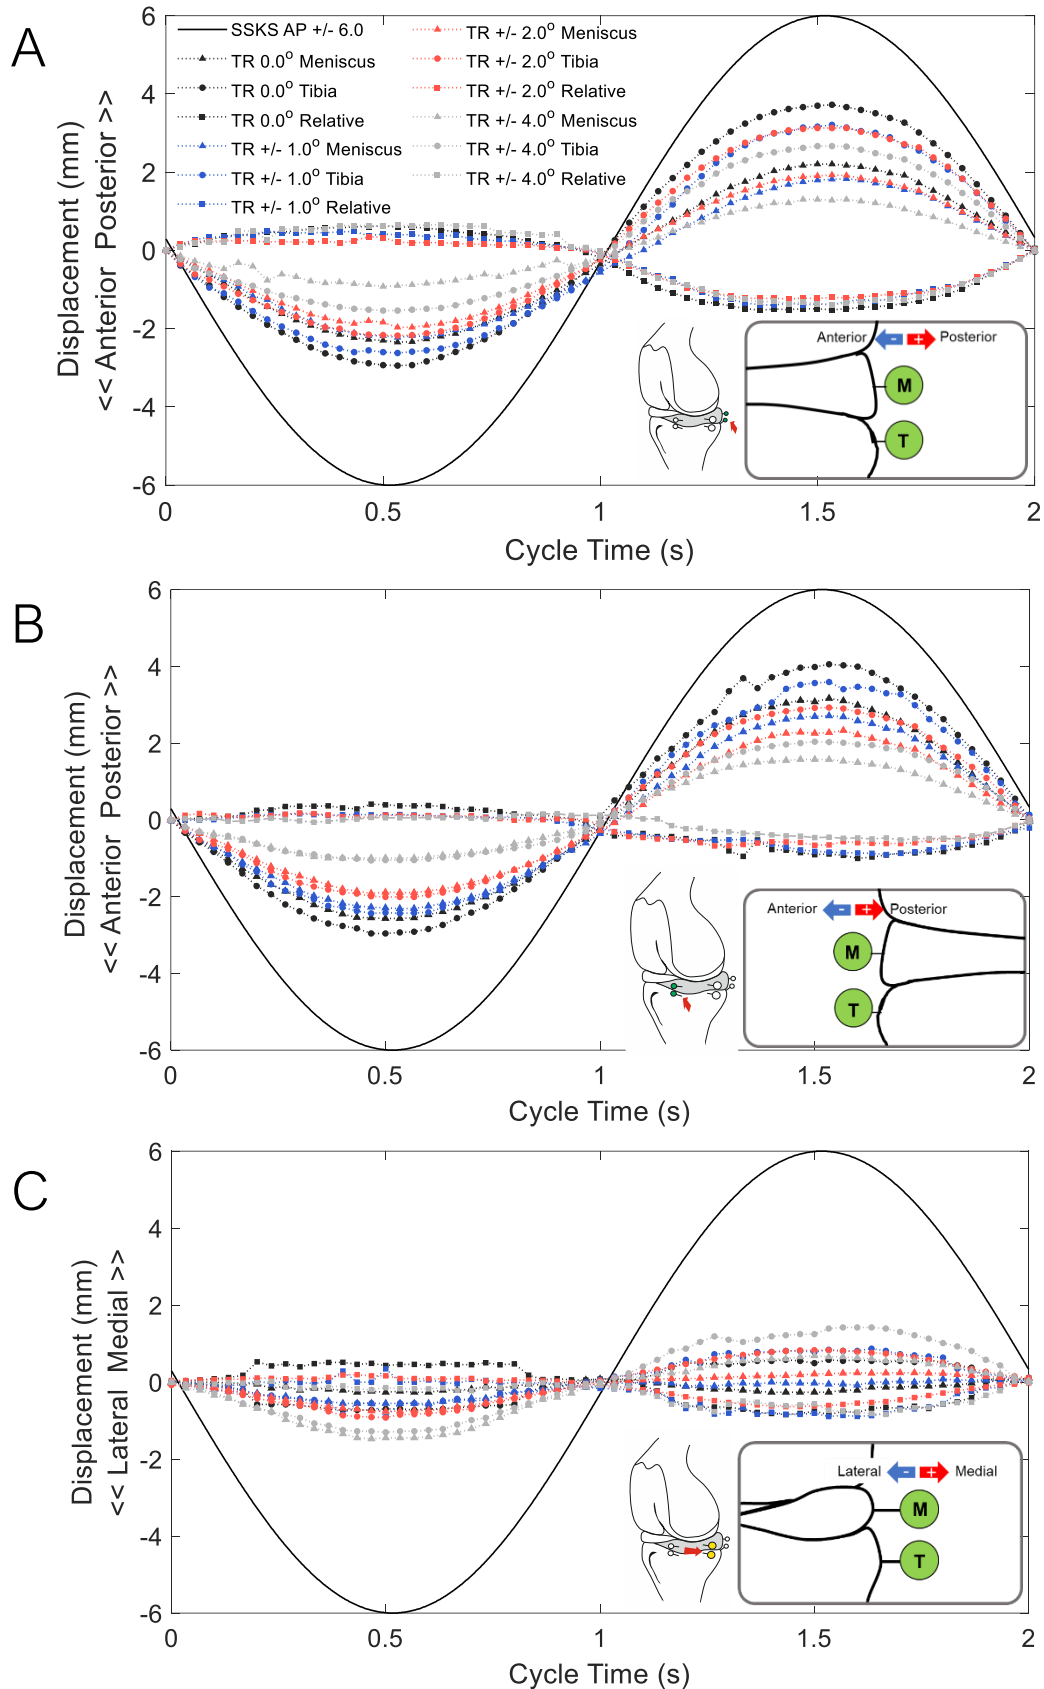 A
SSKS AP +/- 6.0
TR 0.0° Meniscus
TR 0.0° Tibia
TR 0.0° Relative
TR +/- 1.0° Meniscus
TR +/- 1.0° Tibia
TR +/- 1.0° Relative
TR +/- 2.0° Meniscus
TR +/- 2.0° Tibia
TR +/- 2.0° Relative
TR +/- 4.0° Meniscus
TR +/- 4.0° Tibia
TR +/- 4.0° Relative
Displacement (mm)
<< Anterior Posterior >>
6
4
2
0
-2
-4
-6
0
0.5
1
1.5
2
Cycle Time (s)
Anterior - + Posterior
M
T
B
Displacement (mm)
<< Anterior Posterior >>
6
4
2
0
-2
-4
-6
0
0.5
1
1.5
2
Cycle Time (s)
Anterior - + Posterior
M
T
C
Displacement (mm)
<< Lateral Medial >>
6
4
2
0
-2
-4
-6
0
0.5
1
1.5
2
Cycle Time (s)
Lateral - + Medial
M
T